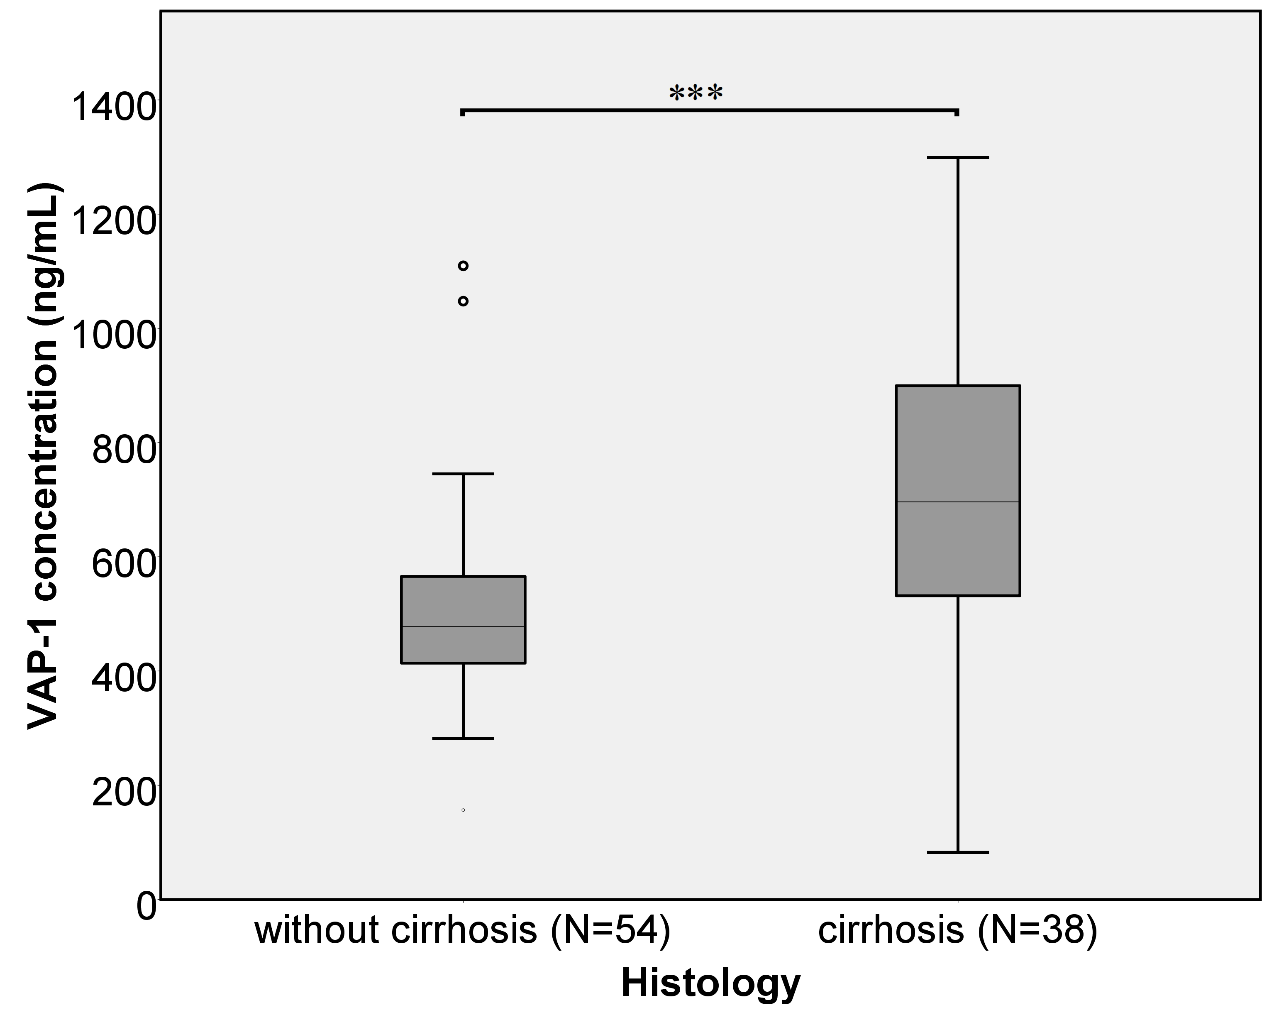 ***
1400
1200
1000
800
600
400
200
0
VAP-1 concentration (ng/mL)
without cirrhosis (N=54)
cirrhosis (N=38)
Histology